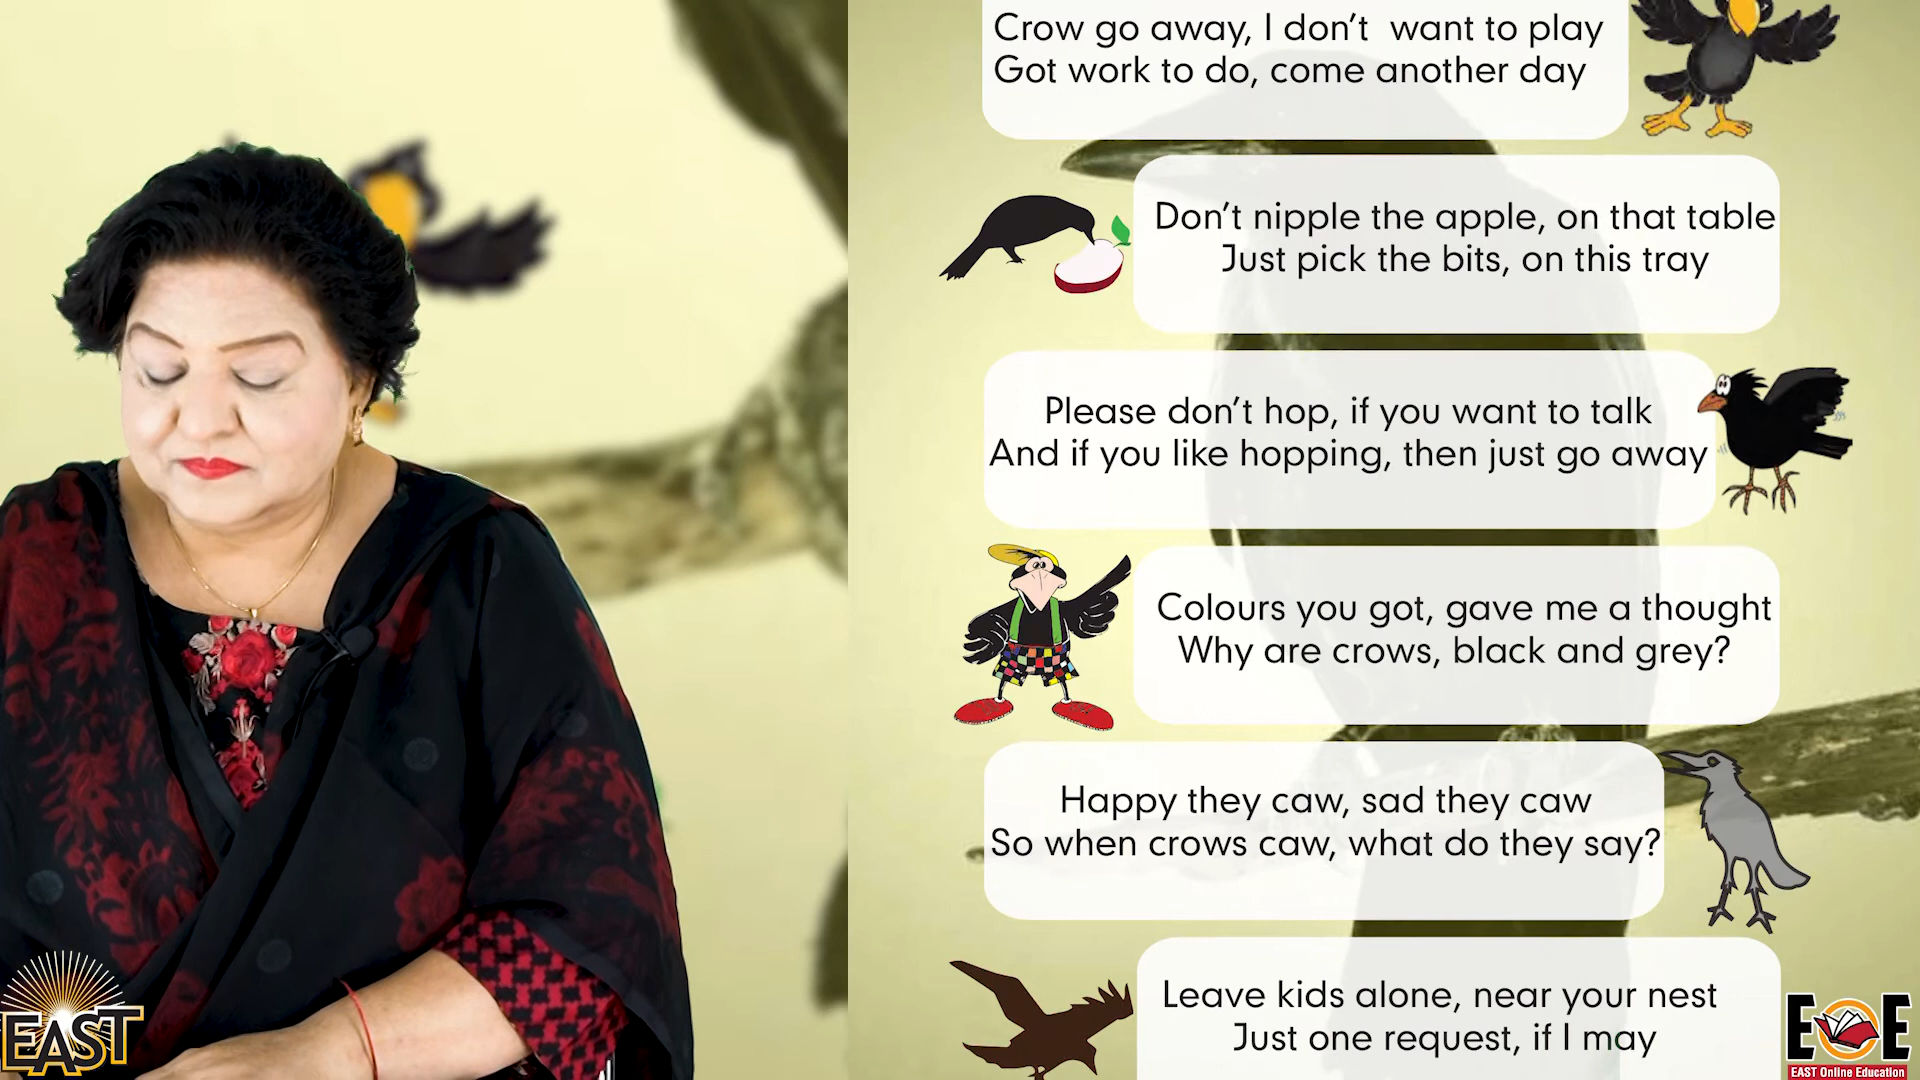 Crow go away, I don't  want to play
Got work to do, come another day
Don't nipple the apple, on that table
Just pick the bits, on this tray
Please don't hop, if you want to talk
And if you like hopping, then just go away
Colours you got, gave me a thought
Why are crows, black and grey?
Happy they caw, sad they caw
So when crows caw, what do they say?
Leave kids alone, near your nest
Just one request, if I may
EAST
EOE
EAST Online Education